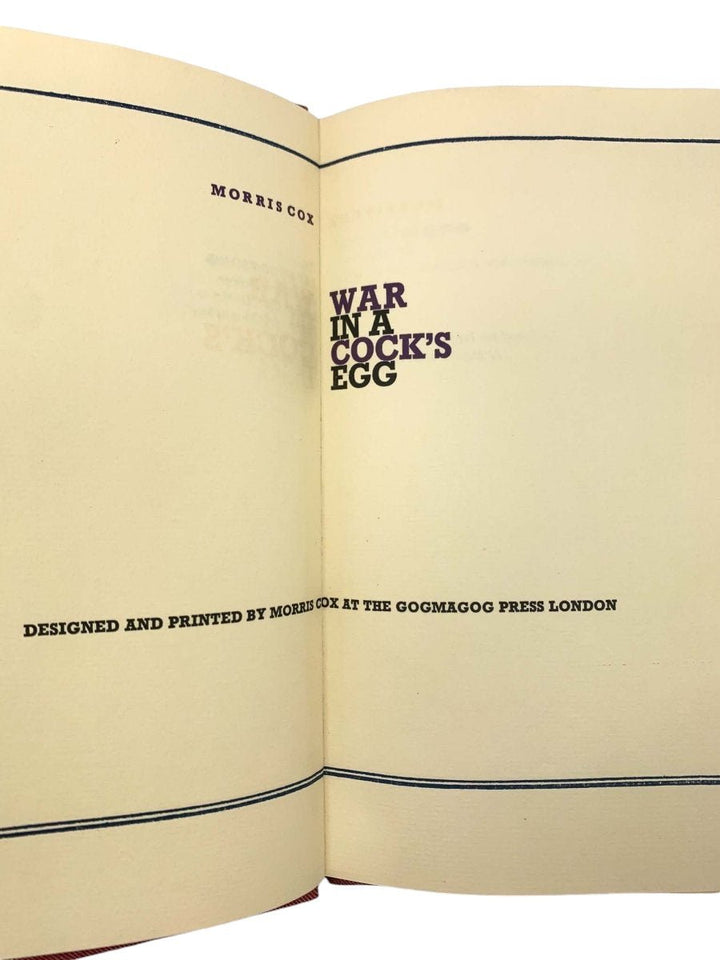 MORRIS COX
WAR
IN A
COCK'S
EGG
DESIGNED AND PRINTED BY MORRIS COX AT THE GOGMAGOG PRESS LONDON